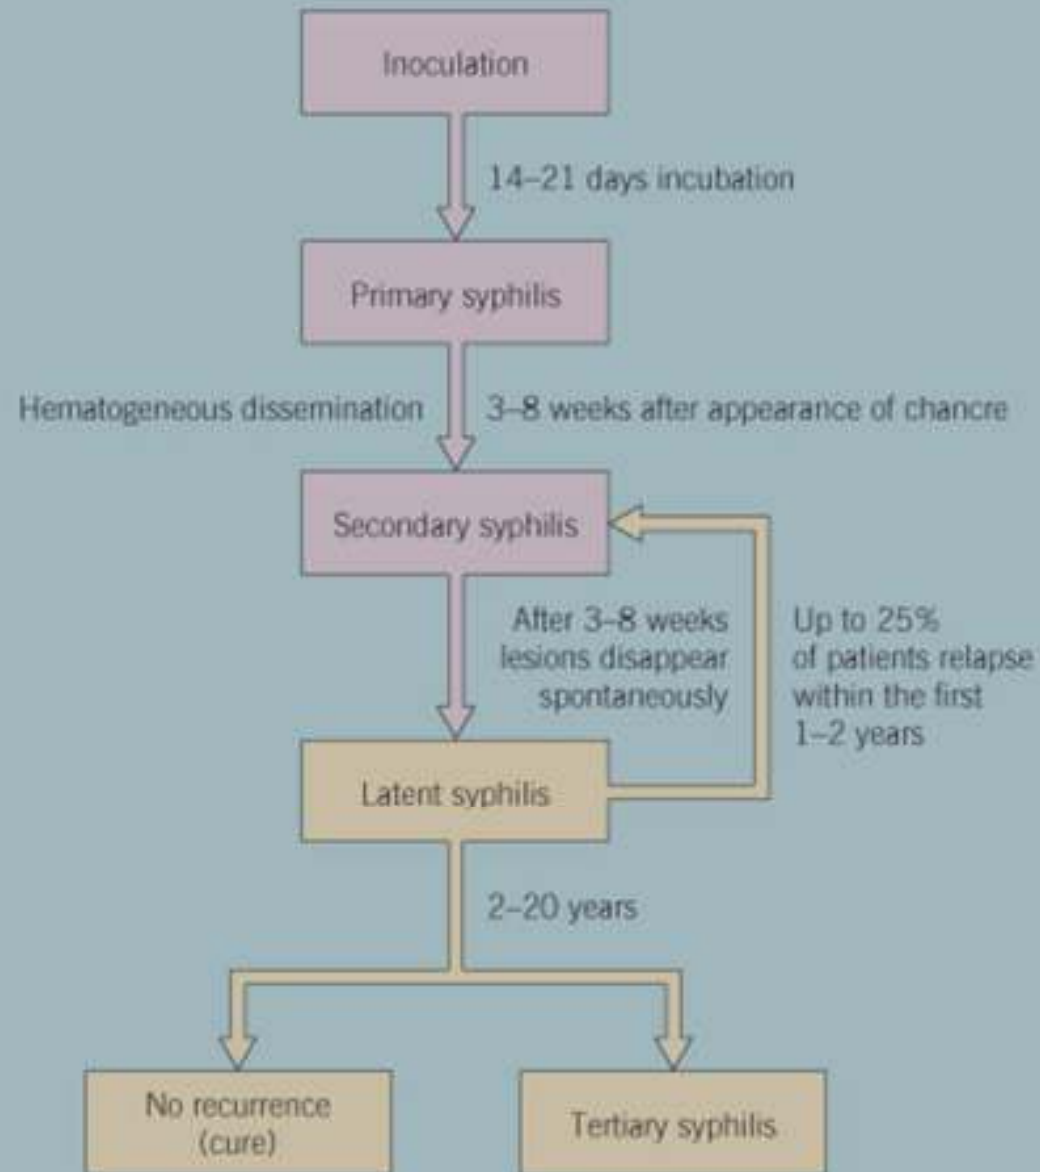 Inoculation
14–21 days incubation
Primary syphilis
Hematogeneous dissemination
3–8 weeks after appearance of chancre
Secondary syphilis
After 3–8 weeks
lesions disappear
spontaneously
Up to 25%
of patients relapse
within the first
1–2 years
Latent syphilis
2–20 years
No recurrence
(cure)
Tertiary syphilis